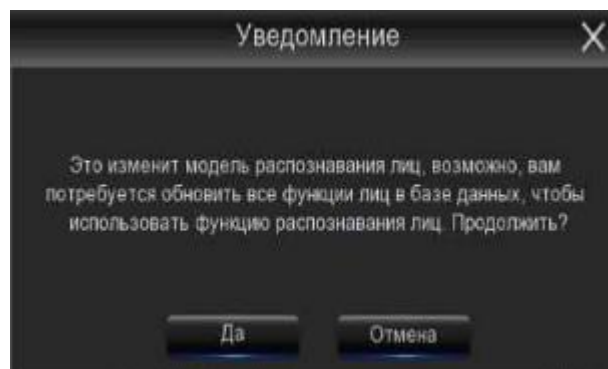 Уведомление
X
Это изменит модель распознавания лиц, возможно, вам
потребуется обновить все функции лиц в базе данных, чтобы
использовать функцию распознавания лиц. Продолжить?
Да
Отмена